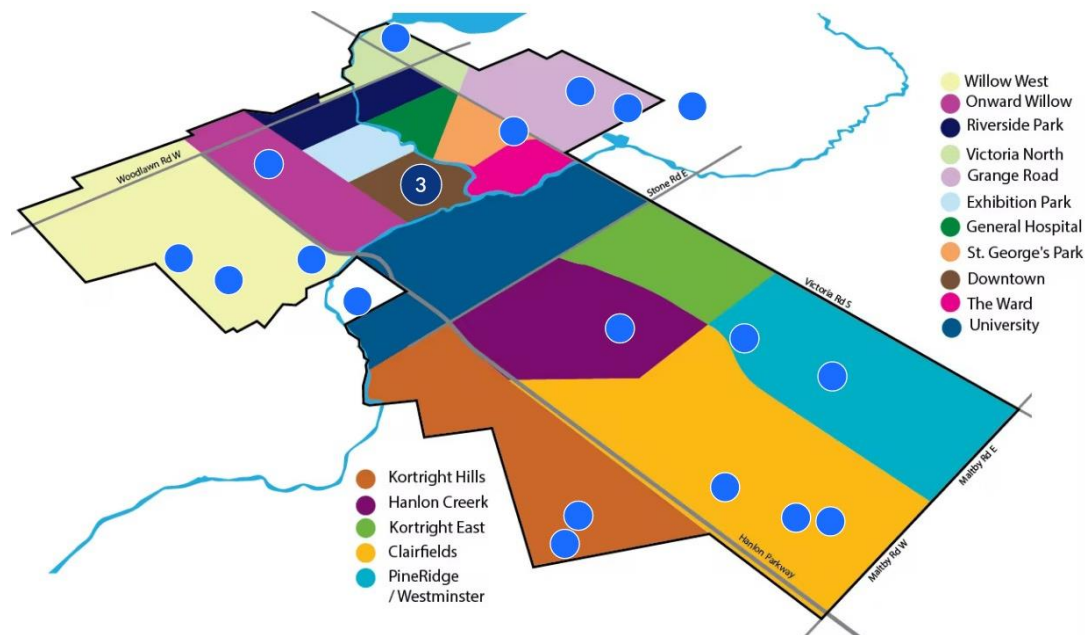 Willow West
Onward Willow
Riverside Park
Victoria North
Grange Road
Exhibition Park
General Hospital
St. George's Park
Downtown
The Ward
University
Woodlawn Rd W
3
Stone Rd E
Victoria Rd S
Maltby Rd E
Maltby Rd W
Hanlon Parkway
Kortright Hills
Hanlon Creerk
Kortright East
Clairfields
PineRidge
/ Westminster